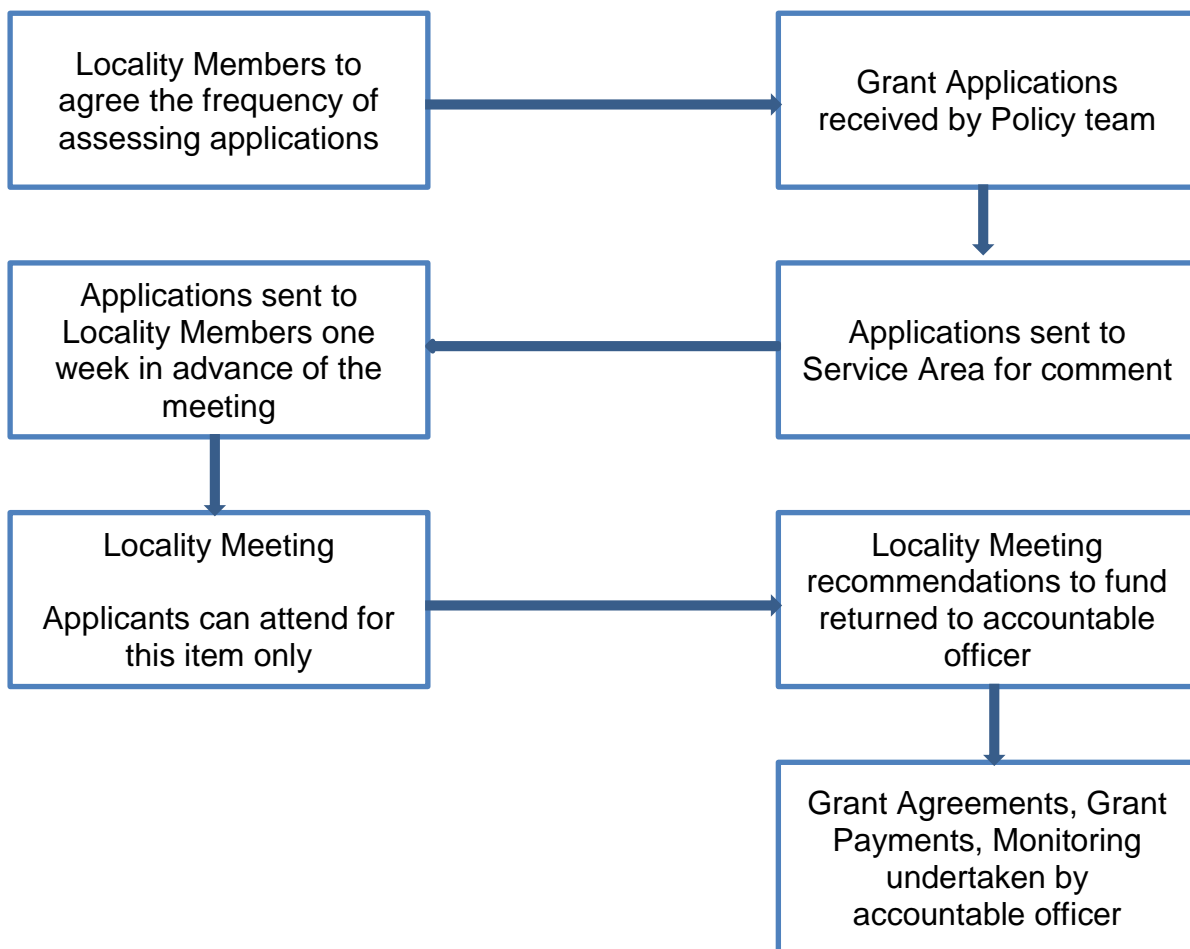 Locality Members to
agree the frequency of
assessing applications
Grant Applications
received by Policy team
Applications sent to
Service Area for comment
Applications sent to
Locality Members one
week in advance of the
meeting
Locality Meeting
Applicants can attend for
this item only
Locality Meeting
recommendations to fund
returned to accountable
officer
Grant Agreements, Grant
Payments, Monitoring
undertaken by
accountable officer